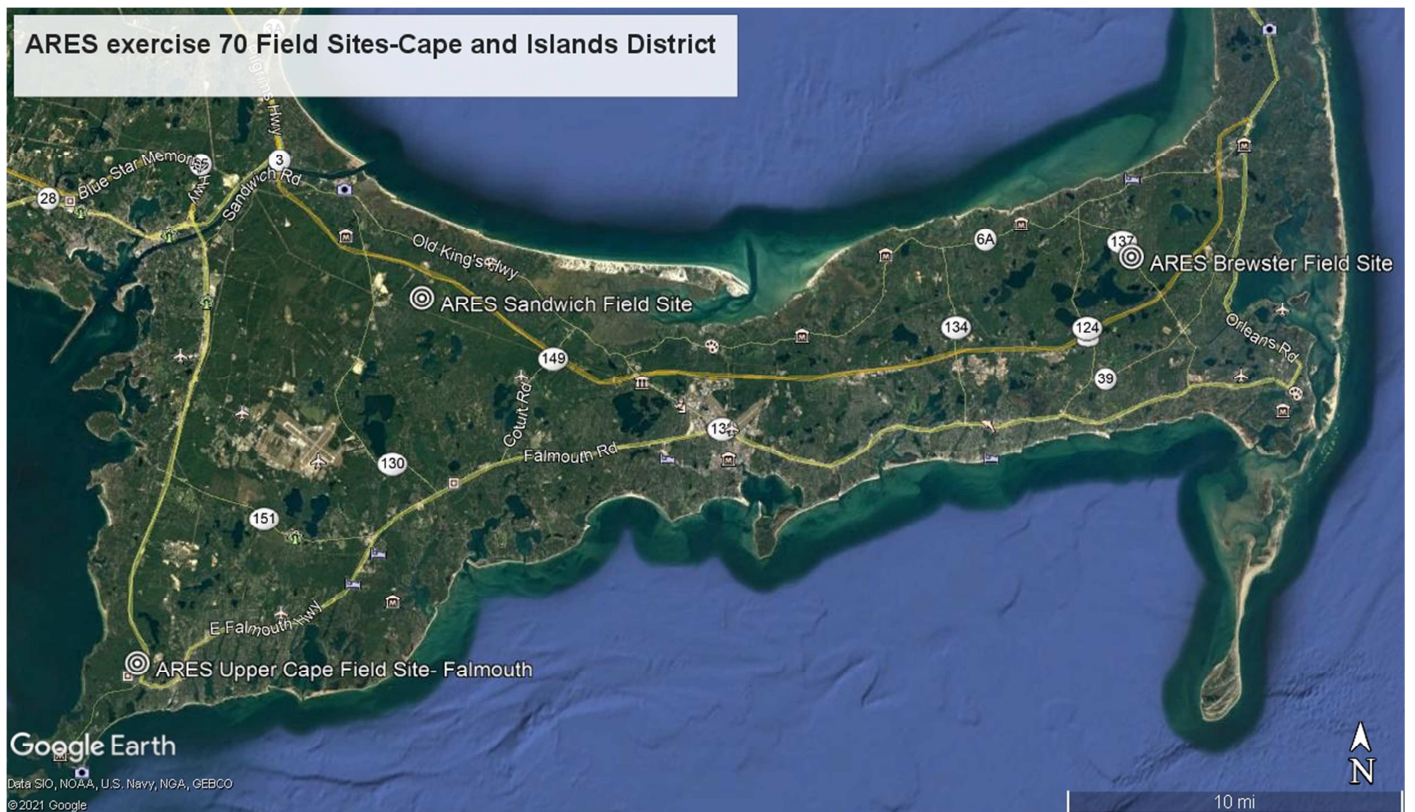 ARES exercise 70 Field Sites-Cape and Islands District
3
Blue Star Memorial Hwy
28
Sandwich Rd
Old King's Hwy
6A
137
ARES Brewster Field Site
ARES Sandwich Field Site
134
124
Orleans Rd
149
39
Cotuit Rd
Falmouth Rd
130
151
E Falmouth Hwy
ARES Upper Cape Field Site- Falmouth
Google Earth
N
Data SIO, NOAA, U.S. Navy, NGA, GEBCO
10 mi
©2021 Google